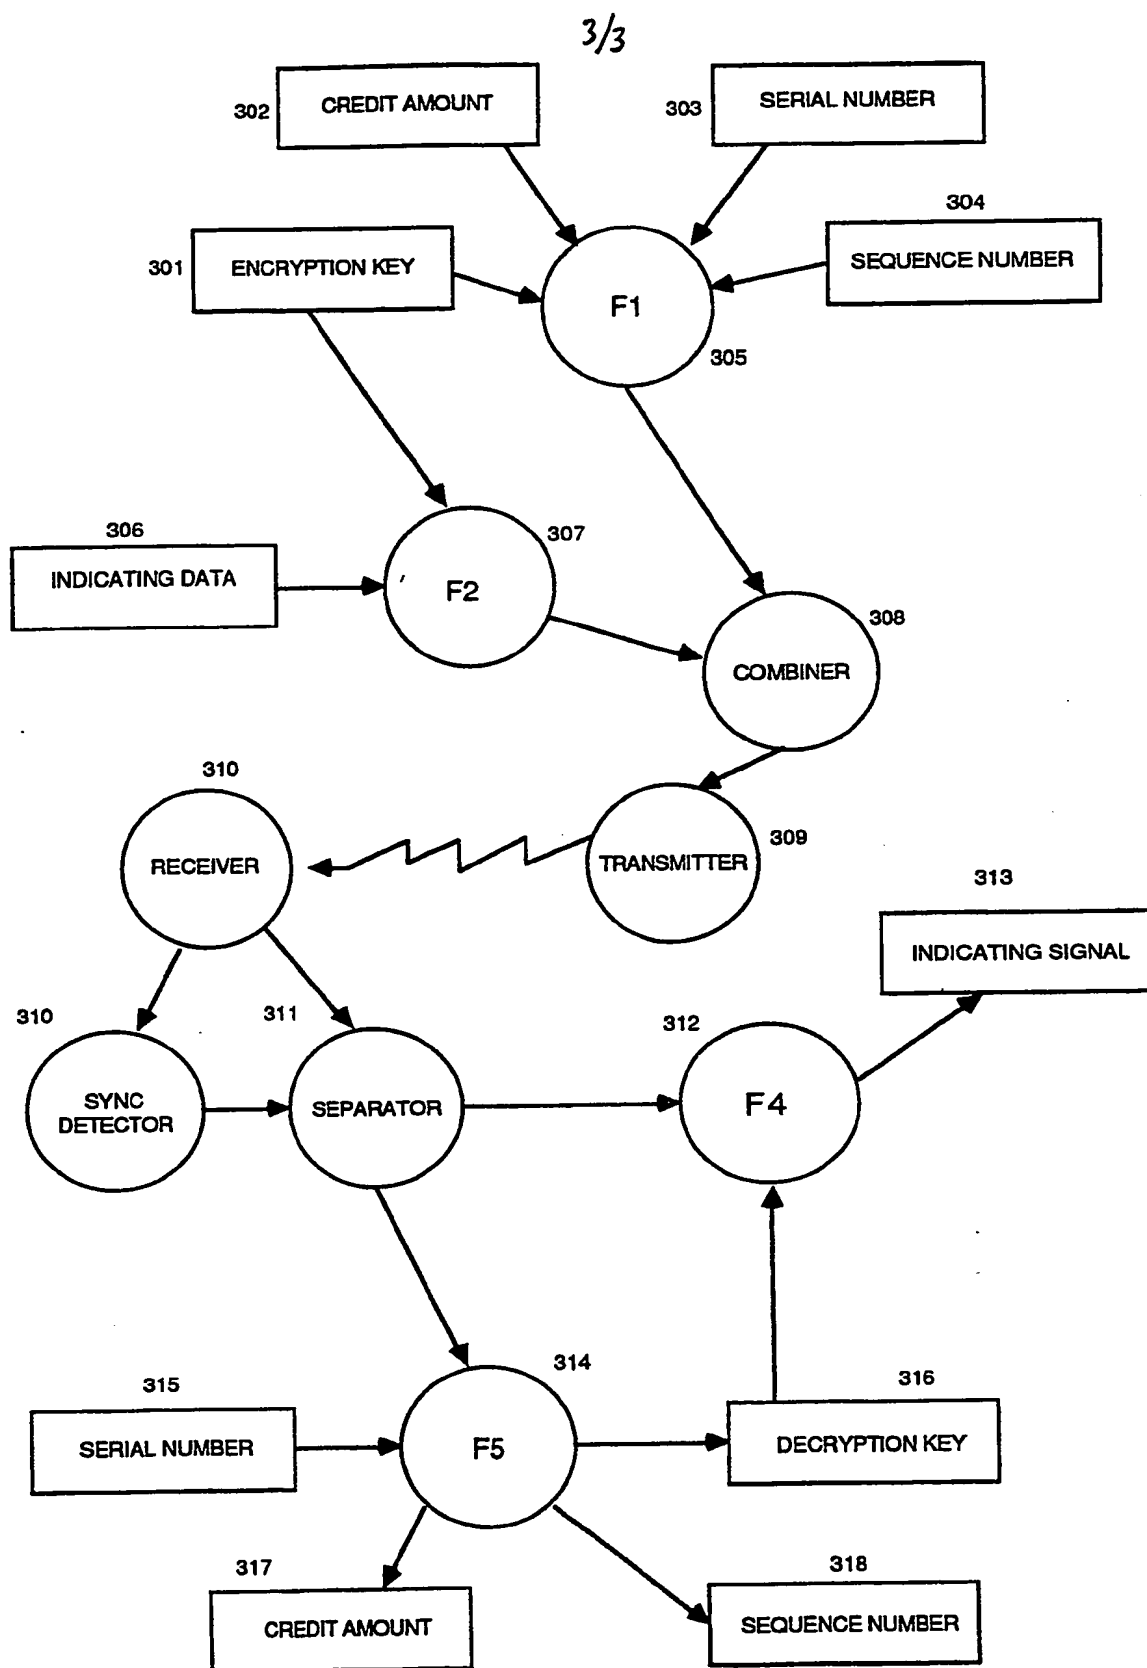 3/3
302
CREDIT AMOUNT
303
SERIAL NUMBER
304
301
ENCRYPTION KEY
SEQUENCE NUMBER
F1
305
306
INDICATING DATA
307
F2
308
COMBINER
310
RECEIVER
TRANSMITTER
309
313
INDICATING SIGNAL
310
SYNC
DETECTOR
311
SEPARATOR
312
F4
315
SERIAL NUMBER
314
F5
316
DECRYPTION KEY
317
CREDIT AMOUNT
318
SEQUENCE NUMBER